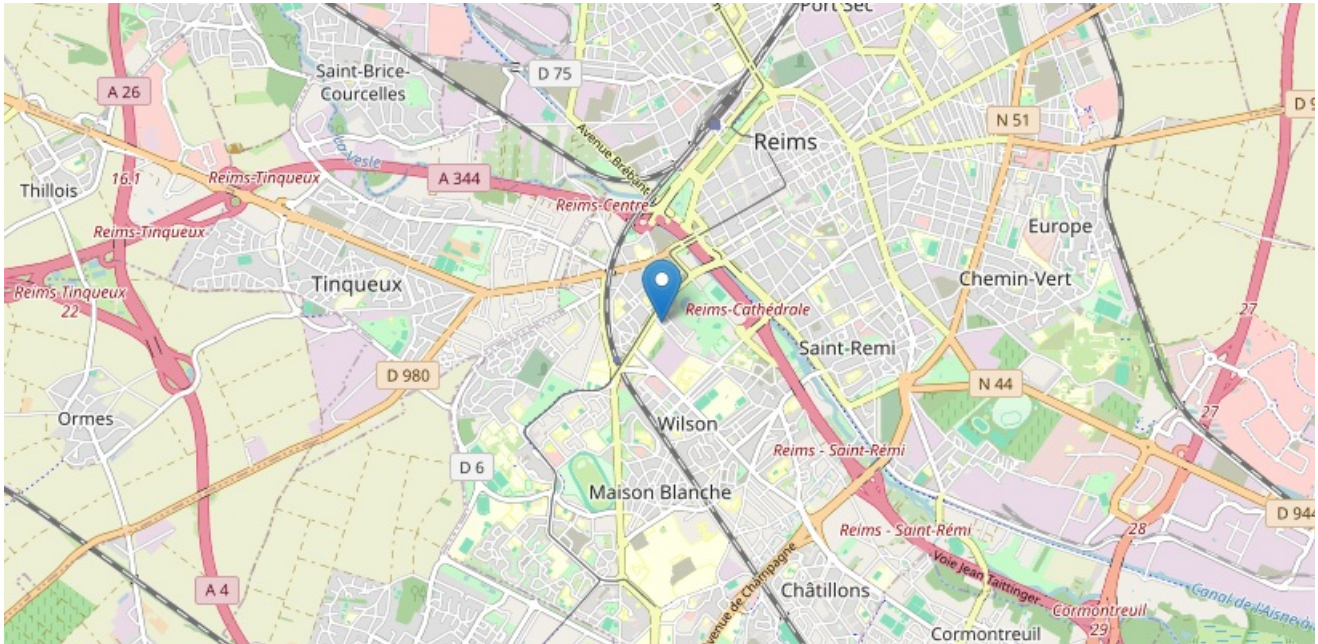 Port Sec
Saint-Brice-
Courcelles
D 75
A 26
N 51
Avenue Brébant
Reims
La Vesle
Thillois
16.1
Reims-Tinqueux
A 344
Reims-Centre
Reims-Tinqueux
Europe
Tinqueux
Chemin-Vert
Reims Tinqueux
22
Reims-Cathédrale
27
Saint-Remi
D 980
N 44
Ormes
27
Wilson
Reims - Saint-Rémi
D 6
Maison Blanche
D 944
28
Reims - Saint-Rémi
Voie Jean Taittinger
A 4
Avenue de Champagne
Châtillons
Canal de l'Aisne
Cormontreuil
29
Cormontreuil